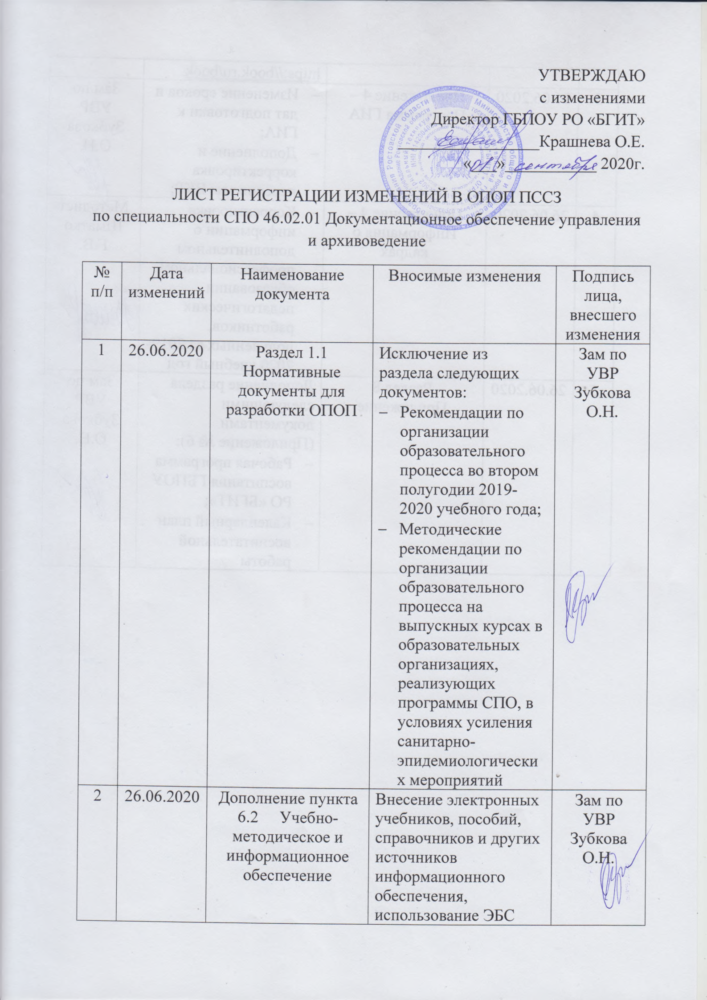 УТВЕРЖДАЮ
с изменениями
Директор ГБПОУ РО «БГИТ»
Крашнева О.Е.
«01» сентября 2020г.
ЛИСТ РЕГИСТРАЦИИ ИЗМЕНЕНИЙ В ОПОП ПССЗ
по специальности СПО 46.02.01 Документационное обеспечение управления
и архивоведение
№
п/п
Дата
изменений
Наименование
документа
Вносимые изменения
Подпись
лица,
внесшего
изменения
1
26.06.2020
Раздел 1.1
Нормативные
документы для
разработки ОПОП
Исключение из
раздела следующих
документов:
– Рекомендации по
организации
образовательного
процесса во втором
полугодии 2019-
2020 учебного года;
– Методические
рекомендации по
организации
образовательного
процесса на
выпускных курсах в
образовательных
организациях,
реализующих
программы СПО, в
условиях усиления
санитарно-
эпидемиологически
х мероприятий
Зам по
УВР
Зубкова
О.Н.
2
26.06.2020
Дополнение пункта
6.2 Учебно-
методическое и
информационное
обеспечение
Внесение электронных
учебников, пособий,
справочников и других
источников
информационного
обеспечения,
использование ЭБС
Зам по
УВР
Зубкова
О.Н.